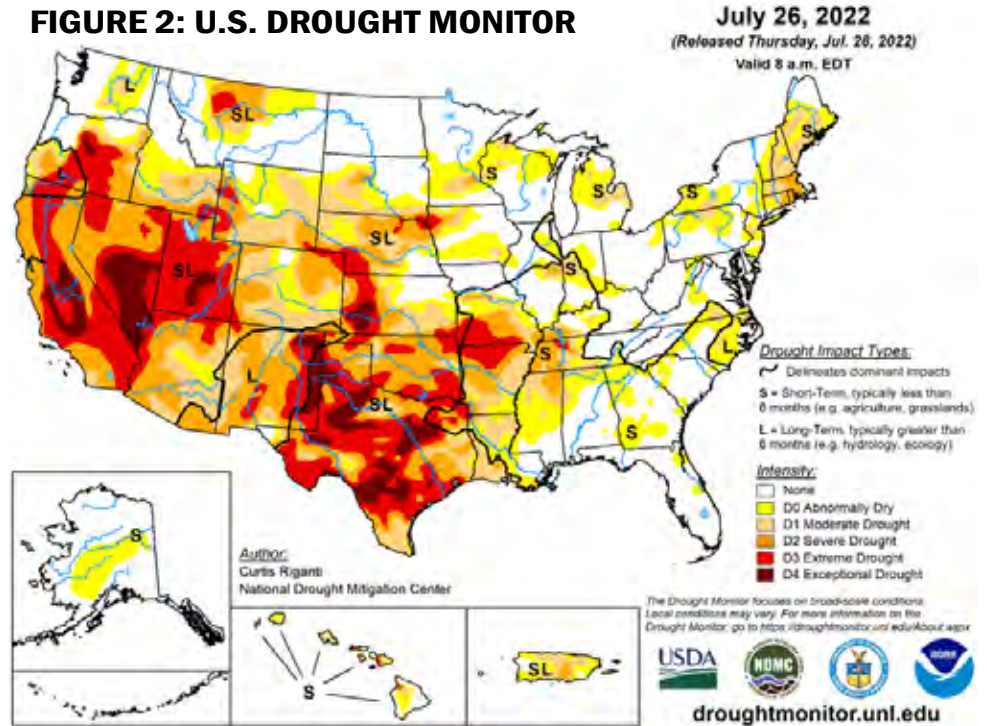 FIGURE 2: U.S. DROUGHT MONITOR
July 26, 2022
(Released Thursday, Jul. 28, 2022)
Valid 8 a.m. EDT
L
SL
S
S
S
S
L
SL
S
SL
L
S
SL
S
L
Drought Impact Types:
Delineates dominant impacts
S = Short-Term, typically less than
6 months (e.g. agriculture, grasslands)
L = Long-Term, typically greater than
6 months (e.g. hydrology, ecology)
Intensity:
None
D0 Abnormally Dry
D1 Moderate Drought
D2 Severe Drought
D3 Extreme Drought
D4 Exceptional Drought
S
Author:
Curtis Riganti
National Drought Mitigation Center
S
SL
The Drought Monitor focuses on broad-scale conditions.
Local conditions may vary. For more information on the
Drought Monitor, go to https://droughtmonitor.unl.edu/About.aspx
USDA
NDMC
NOAA
droughtmonitor.unl.edu